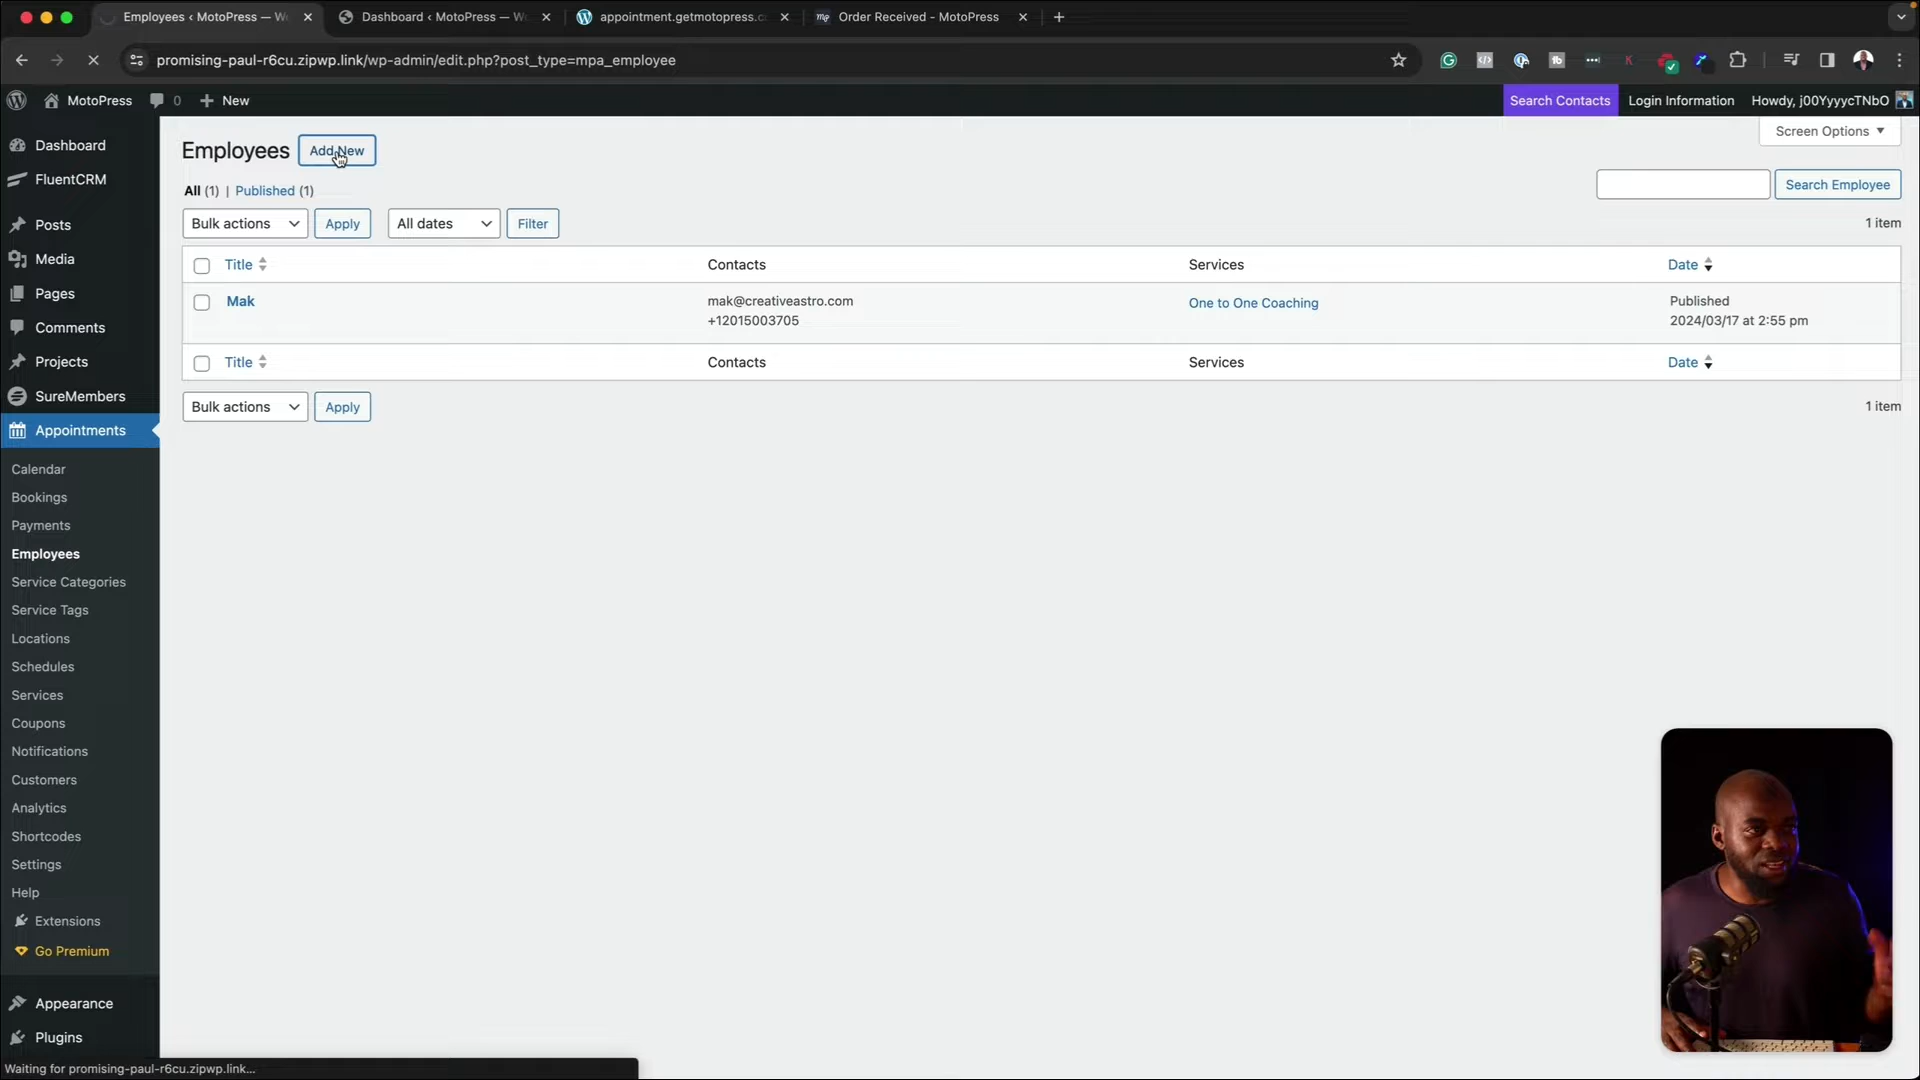 Employees ‹ MotoPress — Wo
Dashboard ‹ MotoPress — W
appointment.getmotopress.c
Order Received - MotoPress
promising-paul-r6cu.zipwp.link/wp-admin/edit.php?post_type=mpa_employee
MotoPress
0
New
Search Contacts
Login Information
Howdy, j00YyyycTNbO
Dashboard
FluentCRM
Posts
Media
Pages
Comments
Projects
SureMembers
Appointments
Calendar
Bookings
Payments
Employees
Service Categories
Service Tags
Locations
Schedules
Services
Coupons
Notifications
Customers
Analytics
Shortcodes
Settings
Help
Extensions
Go Premium
Appearance
Plugins
Screen Options
Employees
Add New
All (1) | Published (1)
Search Employee
Bulk actions
Apply
All dates
Filter
1 item
Title
Contacts
Services
Date
Mak
mak@creativeastro.com
+12015003705
One to One Coaching
Published
2024/03/17 at 2:55 pm
Title
Contacts
Services
Date
Bulk actions
Apply
1 item
Waiting for promising-paul-r6cu.zipwp.link...